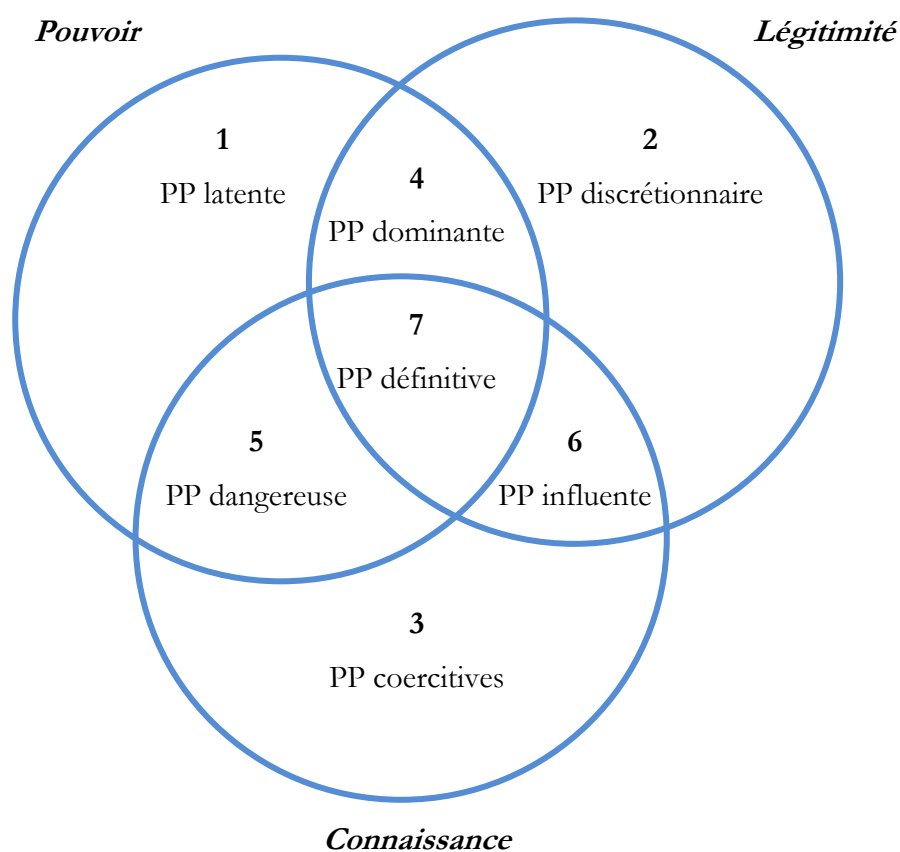 Pouvoir
Légitimité
1
PP latente
2
PP discrétionnaire
4
PP dominante
7
PP définitive
5
PP dangereuse
6
PP influente
3
PP coercitives
Connaissance